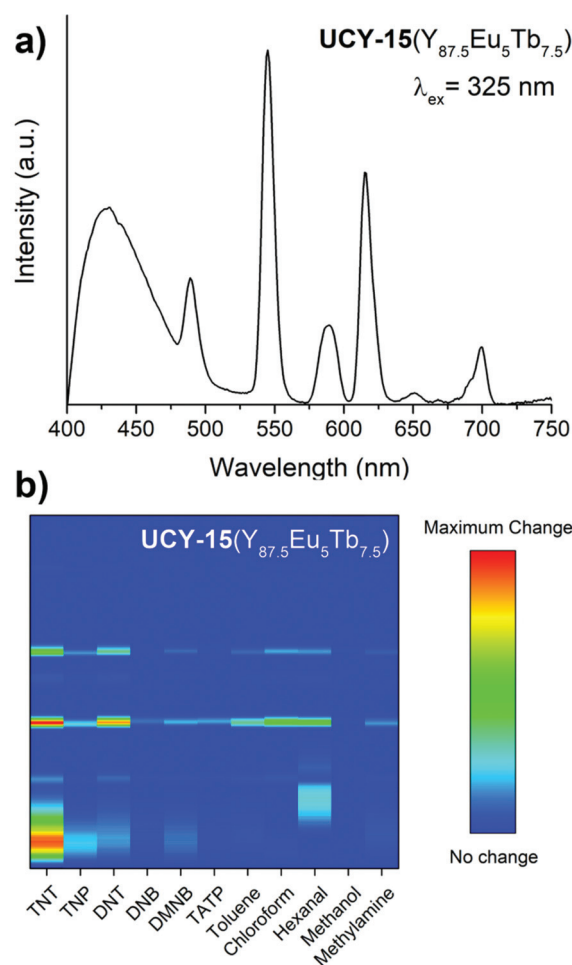 a)
UCY-15(Y87.5Eu5Tb7.5)
λex= 325 nm
Intensity (a.u.)
400 450 500 550 600 650 700 750
Wavelength (nm)
b)
UCY-15(Y87.5Eu5Tb7.5)
Maximum Change
No change
TNT
TNP
DNT
DNB
DMNB
TATP
Toluene
Chloroform
Hexanal
Methanol
Methylamine